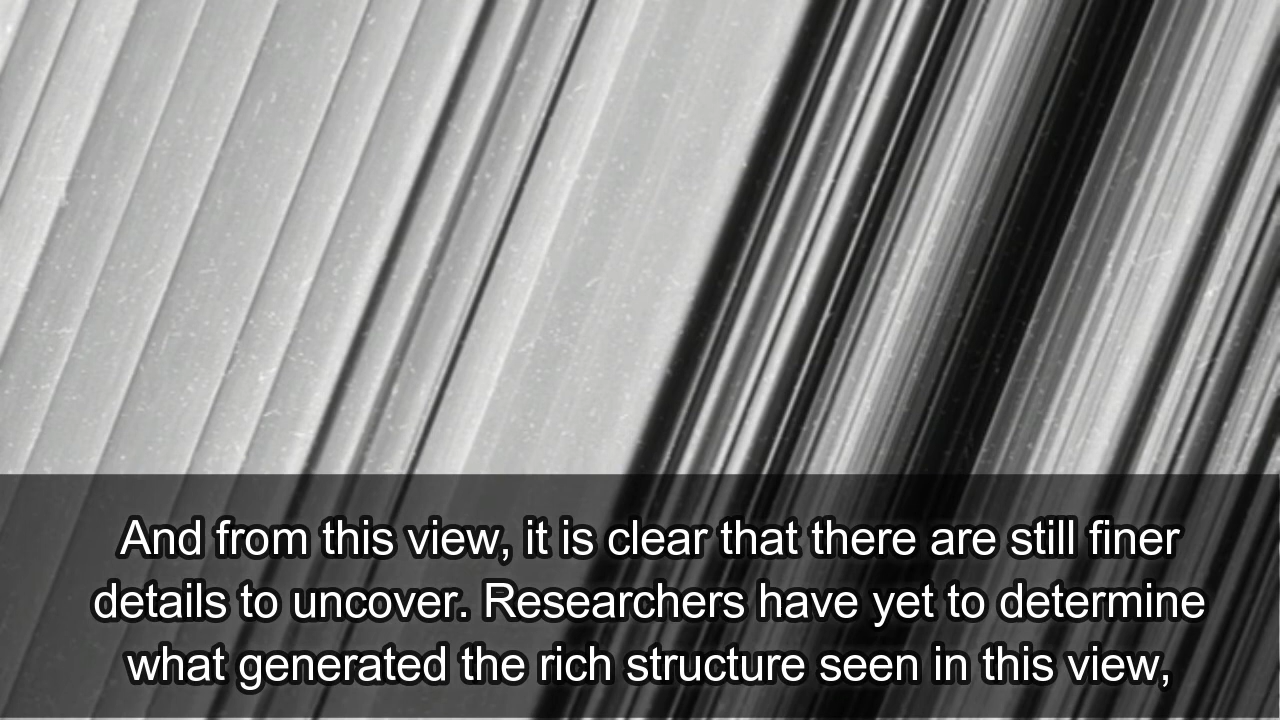 And from this view, it is clear that there are still finer
details to uncover. Researchers have yet to determine
what generated the rich structure seen in this view,